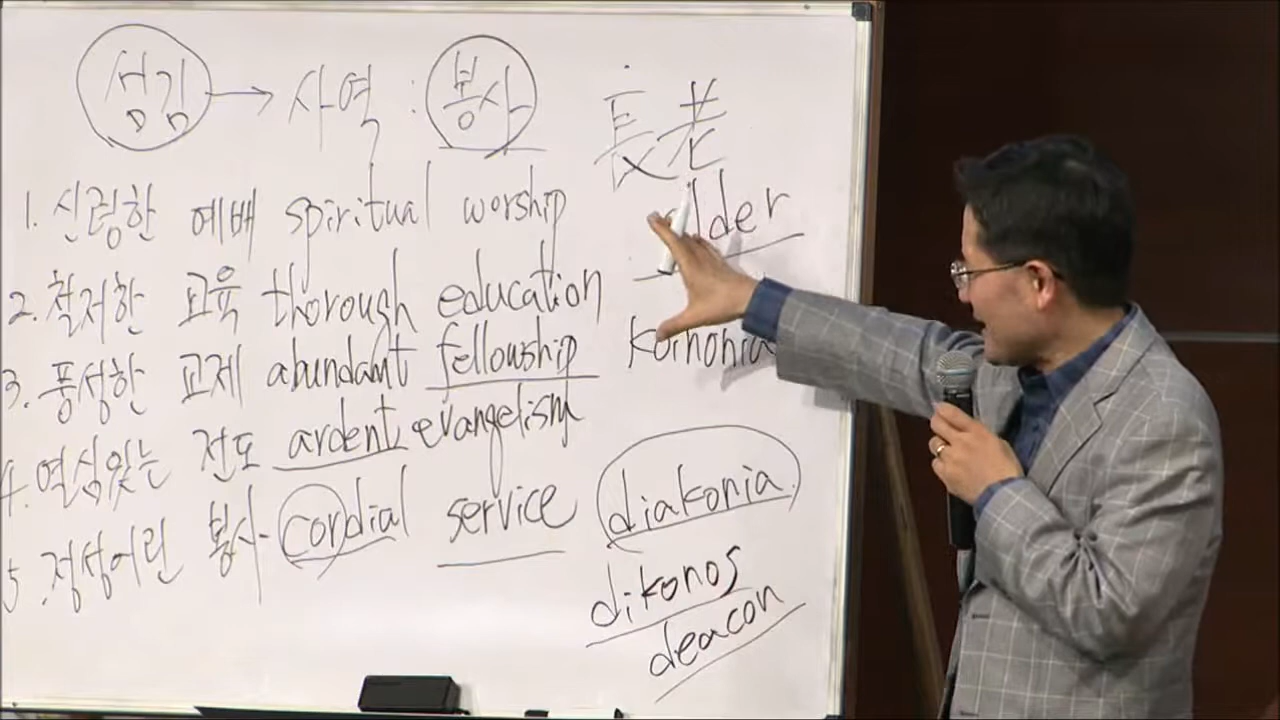 섬김 → 사역 : 봉사
長老
1. 신령한 예배 spiritual worship
elder
2. 철저한 교육 thorough education
3. 풍성한 교제 abundant fellowship
koinonia
4. 열심있는 전도 ardent evangelism
5. 정성어린 봉사 - cordial service
diakonia
dikonos
deacon